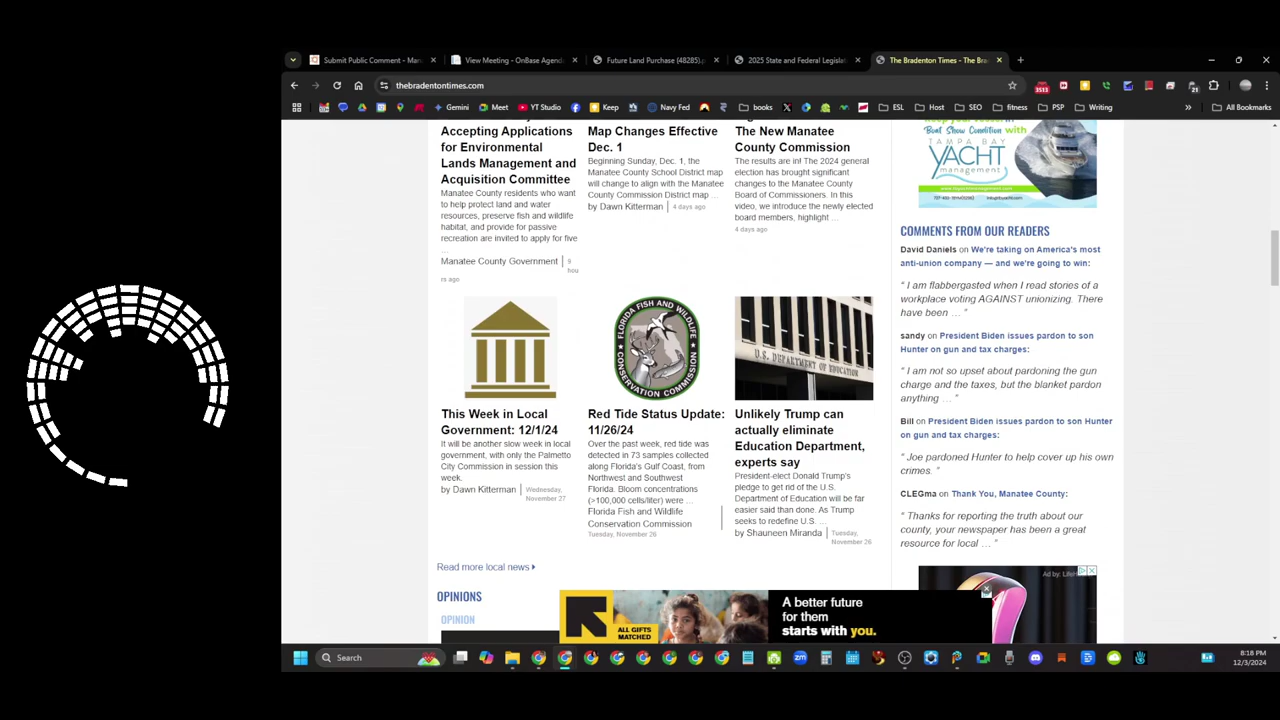 Submit Public Comment - Man
View Meeting - OnBase Agend
Future Land Purchase (48285).p
2025 State and Federal Legislat
The Bradenton Times - The Bra
thebradentontimes.com
3513
21
Gemini
Meet
YT Studio
Keep
Navy Fed
books
ESL
Host
SEO
fitness
PSP
Writing
All Bookmarks
Accepting Applications
for Environmental
Lands Management and
Acquisition Committee
Manatee County residents who want
to help protect land and water
resources, preserve fish and wildlife
habitat, and provide for passive
recreation are invited to apply for five
...
Manatee County Government
9
hou
rs ago
Map Changes Effective
Dec. 1
Beginning Sunday, Dec. 1, the
Manatee County School District map
will change to align with the Manatee
County Commission District map ...
by Dawn Kitterman
4 days ago
The New Manatee
County Commission
The results are in! The 2024 general
election has brought significant
changes to the Manatee County
Board of Commissioners. In this
video, we introduce the newly elected
board members, highlight ...
4 days ago
This Week in Local
Government: 12/1/24
It will be another slow week in local
government, with only the Palmetto
City Commission in session this
week.
by Dawn Kitterman
Wednesday,
November 27
FLORIDA FISH AND WILDLIFE
CONSERVATION COMMISSION
Red Tide Status Update:
11/26/24
Over the past week, red tide was
detected in 73 samples collected
along Florida's Gulf Coast, from
Northwest and Southwest
Florida. Bloom concentrations
(>100,000 cells/liter) were ...
Florida Fish and Wildlife
Conservation Commission
Tuesday, November 26
U.S. DEPARTMENT OF EDUCATION
Unlikely Trump can
actually eliminate
Education Department,
experts say
President-elect Donald Trump's
pledge to get rid of the U.S.
Department of Education will be far
easier said than done. As Trump
seeks to redefine U.S. ...
by Shauneen Miranda
Tuesday,
November 26
Read more local news
OPINIONS
OPINION
Boat Show Condition with
TAMPA BAY
YACHT
management
COMMENTS FROM OUR READERS
David Daniels on We're taking on America's most
anti-union company — and we're going to win:
“ I am flabbergasted when I read stories of a
workplace voting AGAINST unionizing. There
have been … ”
sandy on President Biden issues pardon to son
Hunter on gun and tax charges:
“ I am not so upset about pardoning the gun
charge and the taxes, but the blanket pardon
anything … ”
Bill on President Biden issues pardon to son Hunter
on gun and tax charges:
“ Joe pardoned Hunter to help cover up his own
crimes. ”
CLEGma on Thank You, Manatee County:
“ Thanks for reporting the truth about our
county, your newspaper has been a great
resource for local … ”
ALL GIFTS
MATCHED
A better future
for them
starts with you.
Search
8:18 PM
12/3/2024